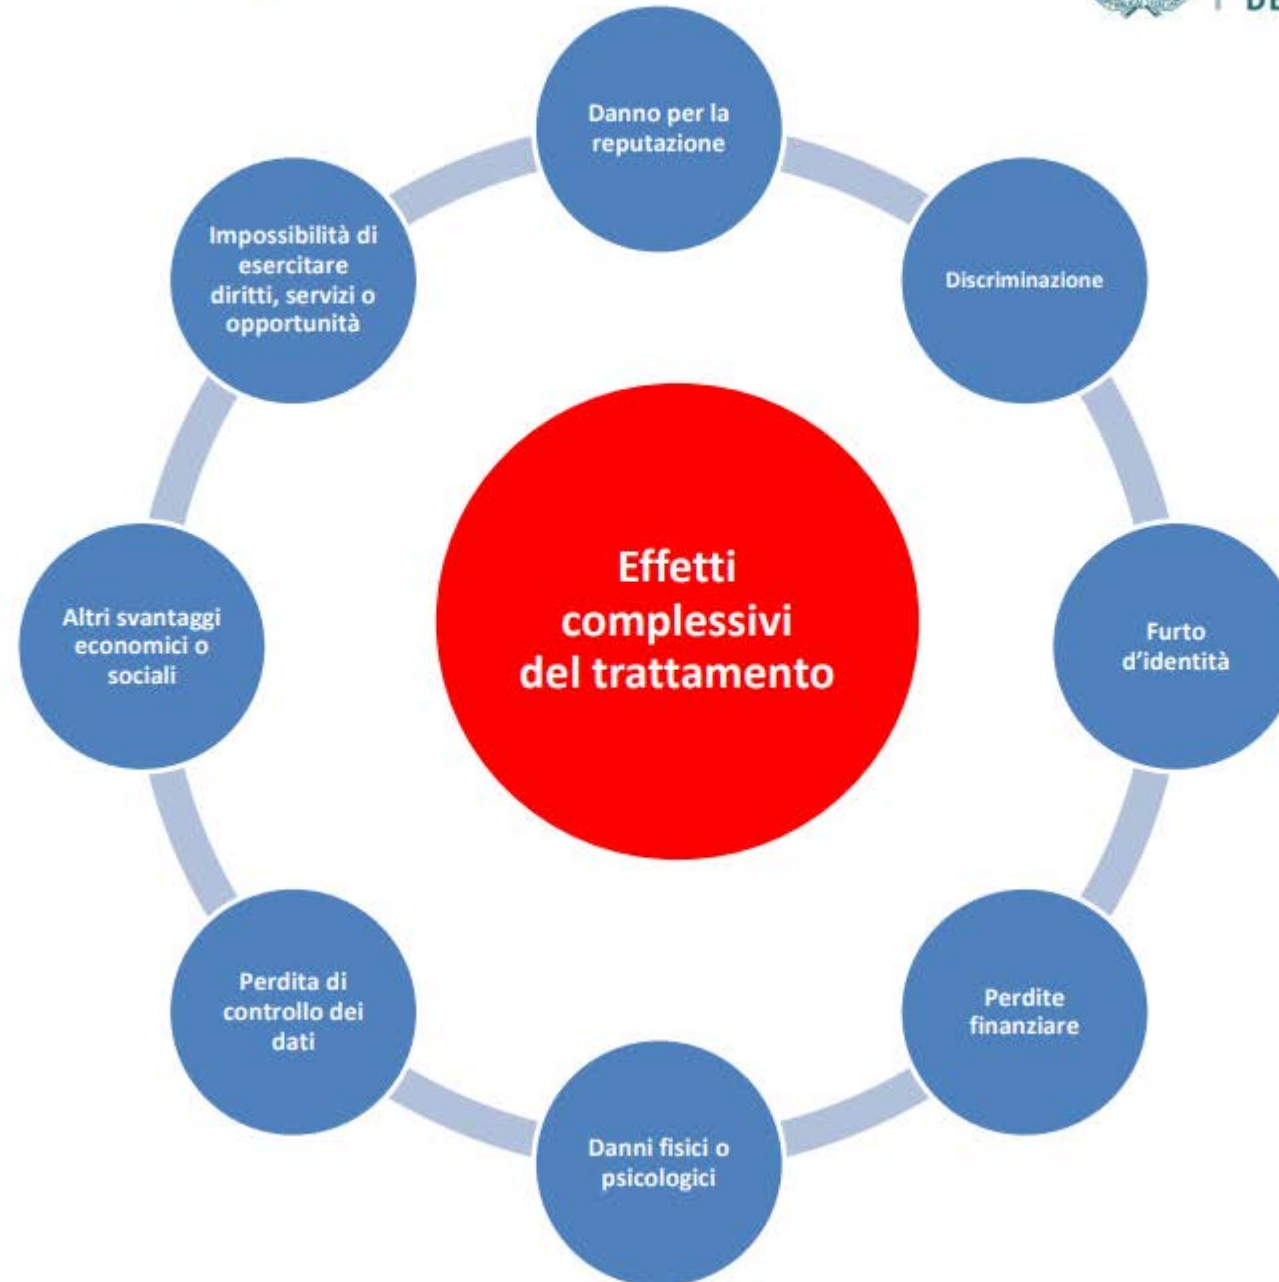 Danno per la
reputazione
Discriminazione
Furto
d’identità
Perdite
finanziare
Danni fisici o
psicologici
Perdita di
controllo dei
dati
Altri svantaggi
economici o
sociali
Impossibilità di
esercitare
diritti, servizi o
opportunità
Effetti
complessivi
del trattamento